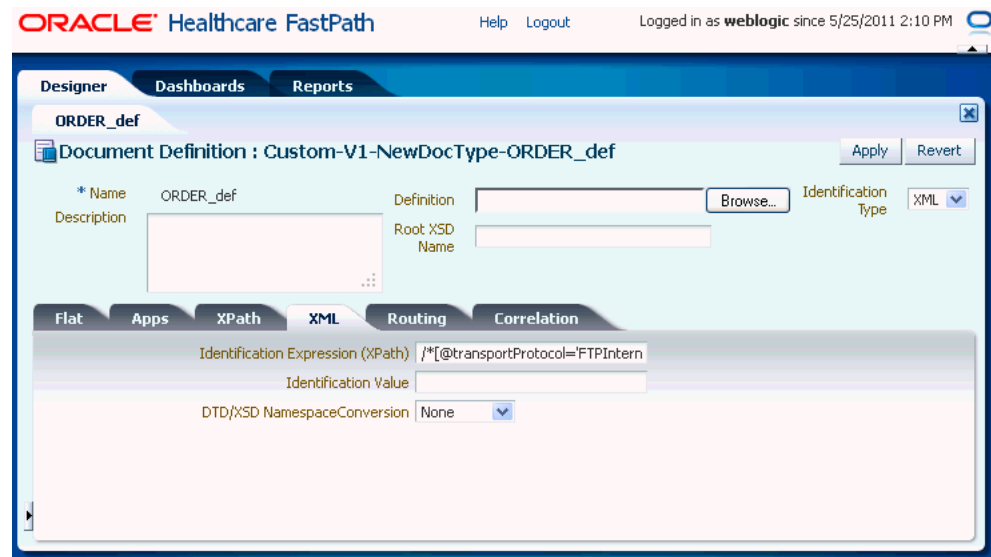 ORACLE Healthcare FastPath Help Logout Logged in as weblogic since 5/25/2011 2:10 PM
Designer Dashboards Reports
ORDER_def
Document Definition : Custom-V1-NewDocType-ORDER_def Apply Revert
* Name ORDER_def Definition Browse... Identification Type XML
Description
Root XSD Name
Flat Apps XPath XML Routing Correlation
Identification Expression (XPath) /*[@transportProtocol='FTPIntern
Identification Value
DTD/XSD NamespaceConversion None